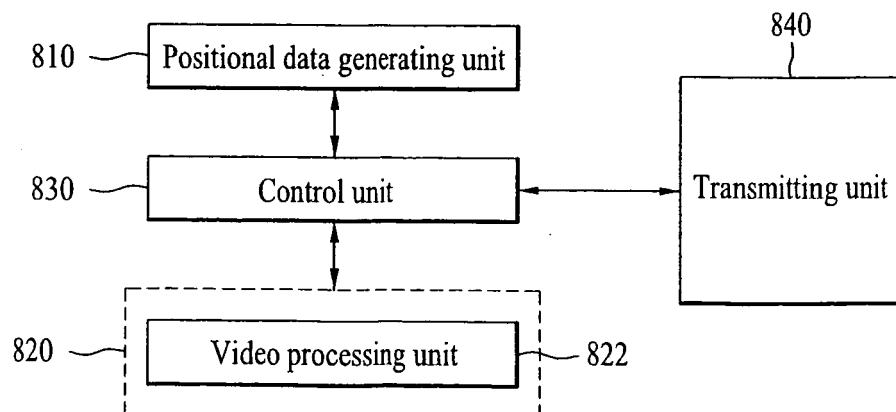 840
810
Positional data generating unit
830
Control unit
Transmitting unit
820
Video processing unit
822